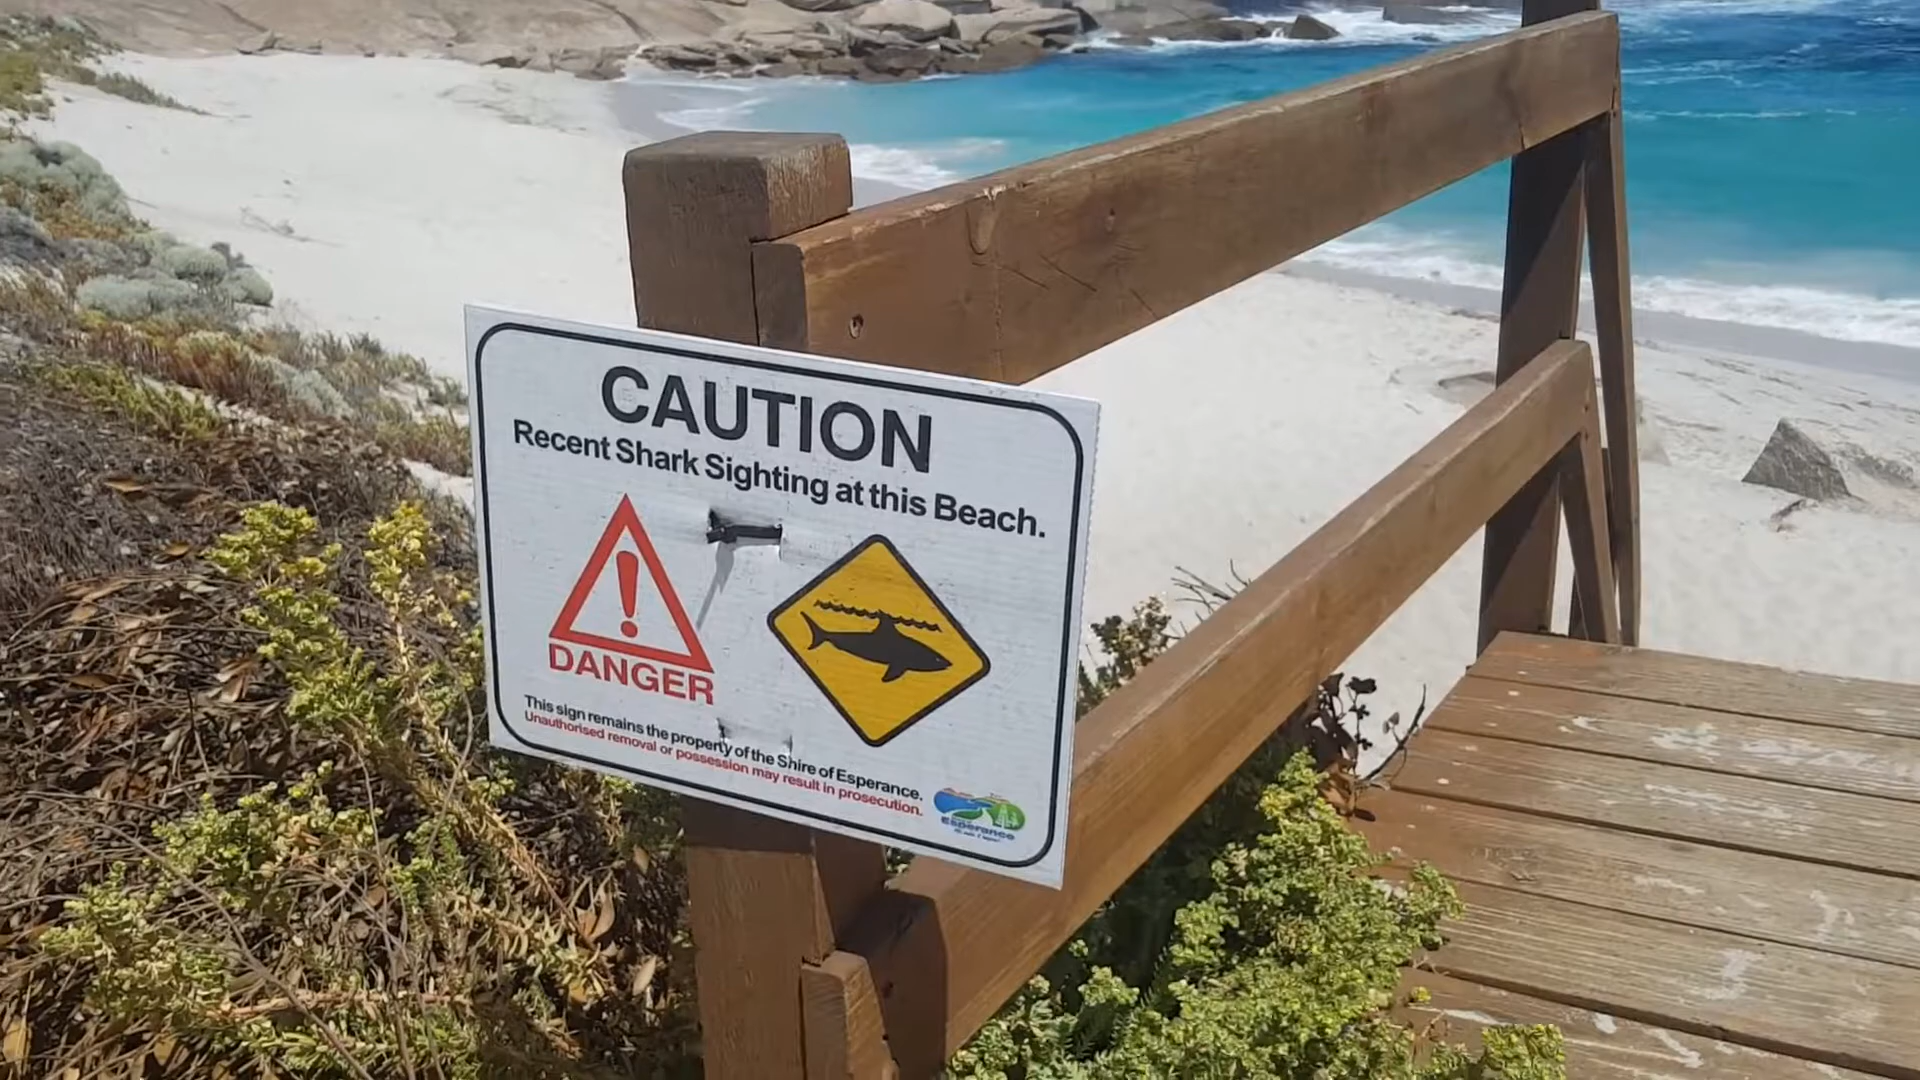 CAUTION
Recent Shark Sighting at this Beach.
DANGER
This sign remains the property of the Shire of Esperance.
Unauthorised removal or possession may result in prosecution.
Esperance